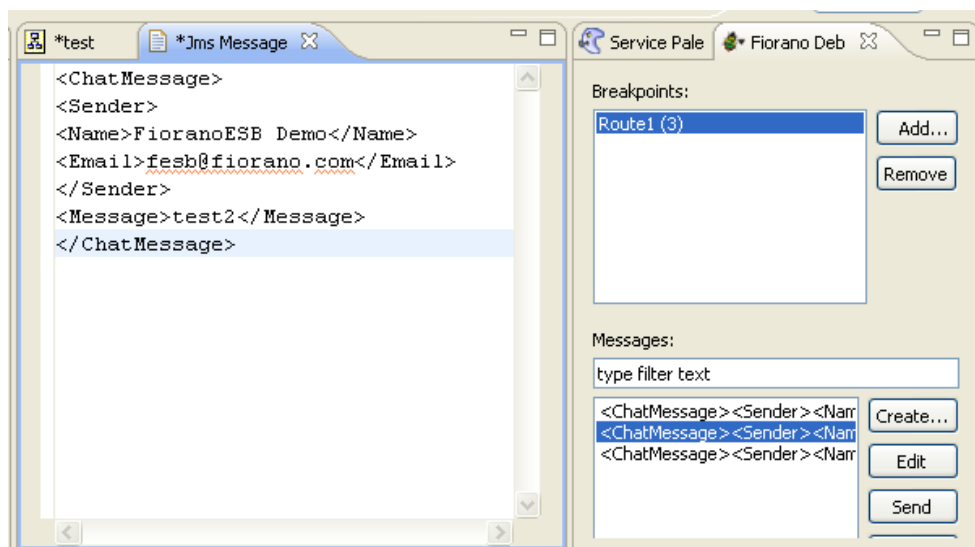 *test
*Jms Message
<ChatMessage>
<Sender>
<Name>FioranoESB Demo</Name>
<Email>fesb@fiorano.com</Email>
</Sender>
<Message>test2</Message>
</ChatMessage>
Service Pale
Fiorano Deb
Breakpoints:
Route1 (3)
Add...
Remove
Messages:
type filter text
<ChatMessage><Sender><Nam
<ChatMessage><Sender><Nam
<ChatMessage><Sender><Nam
Create...
Edit
Send